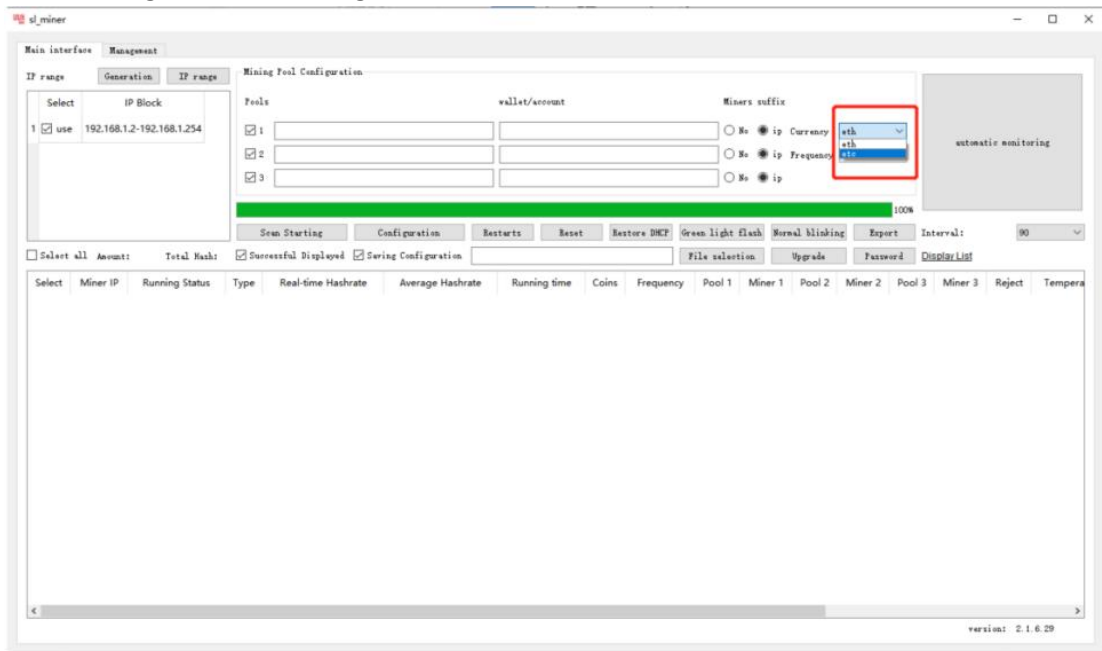 sl_miner
Main interface Management
IP range Generation IP range
Mining Pool Configuration
Select IP Block
Pools wallet/account Miners suffix
1 use 192.168.1.2-192.168.1.254
1 No ip Currency eth
eth
2 No ip Frequency etc
3 No ip
automatic monitoring
100%
Scan Starting Configuration Restarts Reset Restore DHCP Green light flash Normal blinking Export Interval: 90
Select all Amount: Total Hash: Successful Displayed Saving Configuration File selection Upgrade Password Display List
Select Miner IP Running Status Type Real-time Hashrate Average Hashrate Running time Coins Frequency Pool 1 Miner 1 Pool 2 Miner 2 Pool 3 Miner 3 Reject Tempera
version: 2.1.6.29